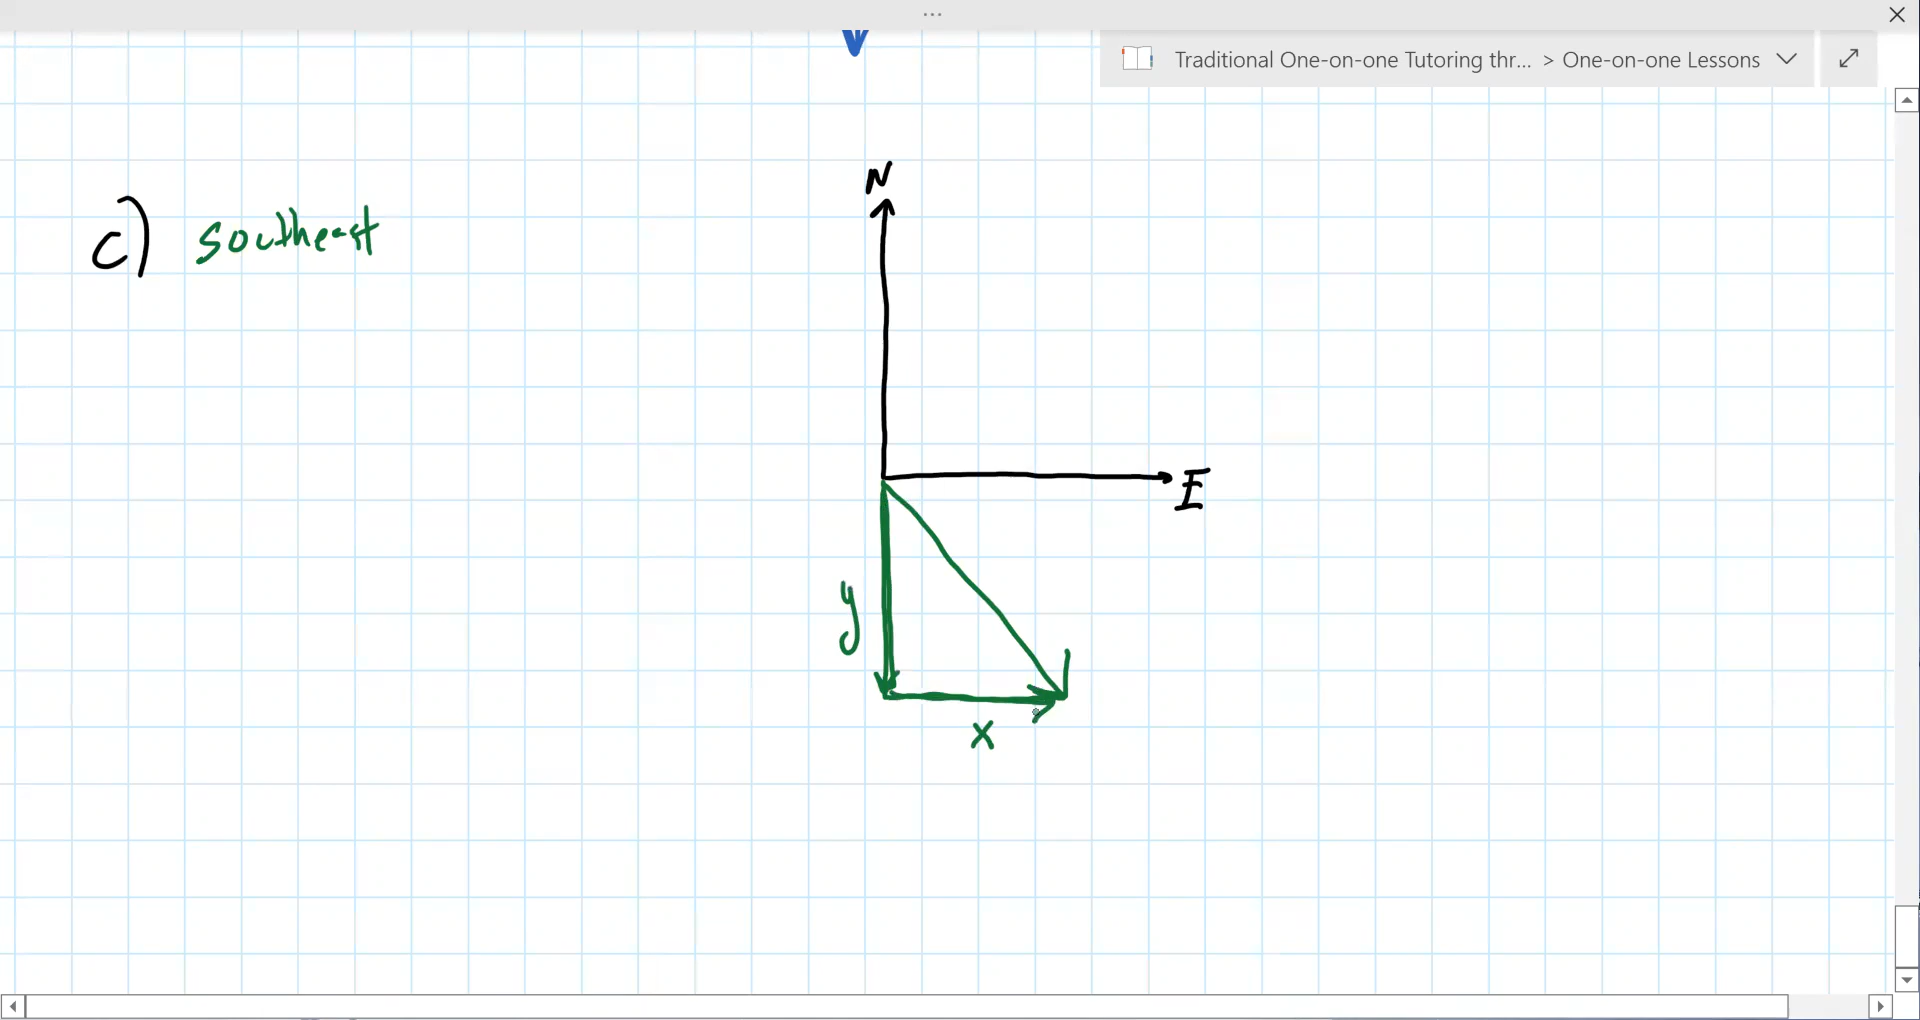 Traditional One-on-one Tutoring thr... > One-on-one Lessons
N
c) southeast
E
y
x